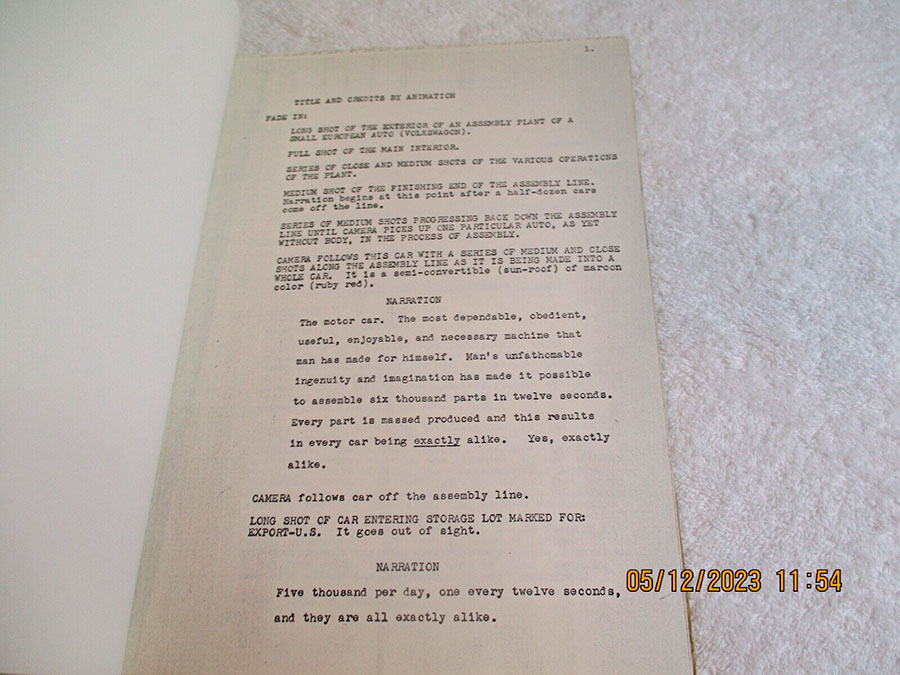 1.
TITLE AND CREDITS BY ANIMATION
FADE IN:
LONG SHOT OF THE EXTERIOR OF AN ASSEMBLY PLANT OF A
SMALL EUROPEAN AUTO (VOLKSWAGON).
FULL SHOT OF THE MAIN INTERIOR.
SERIES OF CLOSE AND MEDIUM SHOTS OF THE VARIOUS OPERATIONS
OF THE PLANT.
MEDIUM SHOT OF THE FINISHING END OF THE ASSEMBLY LINE.
Narration begins at this point after a half-dozen cars
come off the line.
SERIES OF MEDIUM SHOTS PROGRESSING BACK DOWN THE ASSEMBLY
LINE UNTIL CAMERA PICKS UP ONE PARTICULAR AUTO, AS YET
WITHOUT BODY, IN THE PROCESS OF ASSEMBLY.
CAMERA FOLLOWS THIS CAR WITH A SERIES OF MEDIUM AND CLOSE
SHOTS ALONG THE ASSEMBLY LINE AS IT IS BEING MADE INTO A
WHOLE CAR. It is a semi-convertible (sun-roof) of maroon
color (ruby red).
NARRATION
The motor car. The most dependable, obedient,
useful, enjoyable, and necessary machine that
man has made for himself. Man's unfathomable
ingenuity and imagination has made it possible
to assemble six thousand parts in twelve seconds.
Every part is massed produced and this results
in every car being exactly alike. Yes, exactly
alike.
CAMERA follows car off the assembly line.
LONG SHOT OF CAR ENTERING STORAGE LOT MARKED FOR:
EXPORT-U.S. It goes out of sight.
NARRATION
Five thousand per day, one every twelve seconds,
and they are all exactly alike.
05/12/2023 11:54